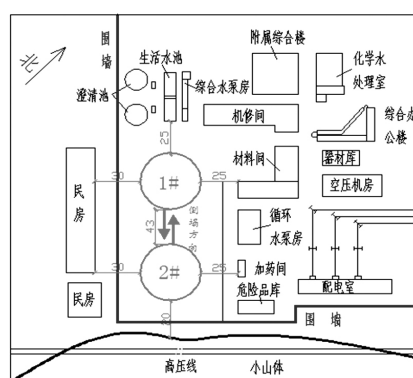 北
围
墙
生活水池
澄清池
综合水泵房
附属综合楼
化学水
处理室
机修间
综合办
公楼
材料间
器材库
空压机房
25
30
1#
25
民
房
43
倒塌方向
循环
水泵房
30
2#
25
加药间
危险品库
配电室
民房
20
围 墙
高压线
小山体